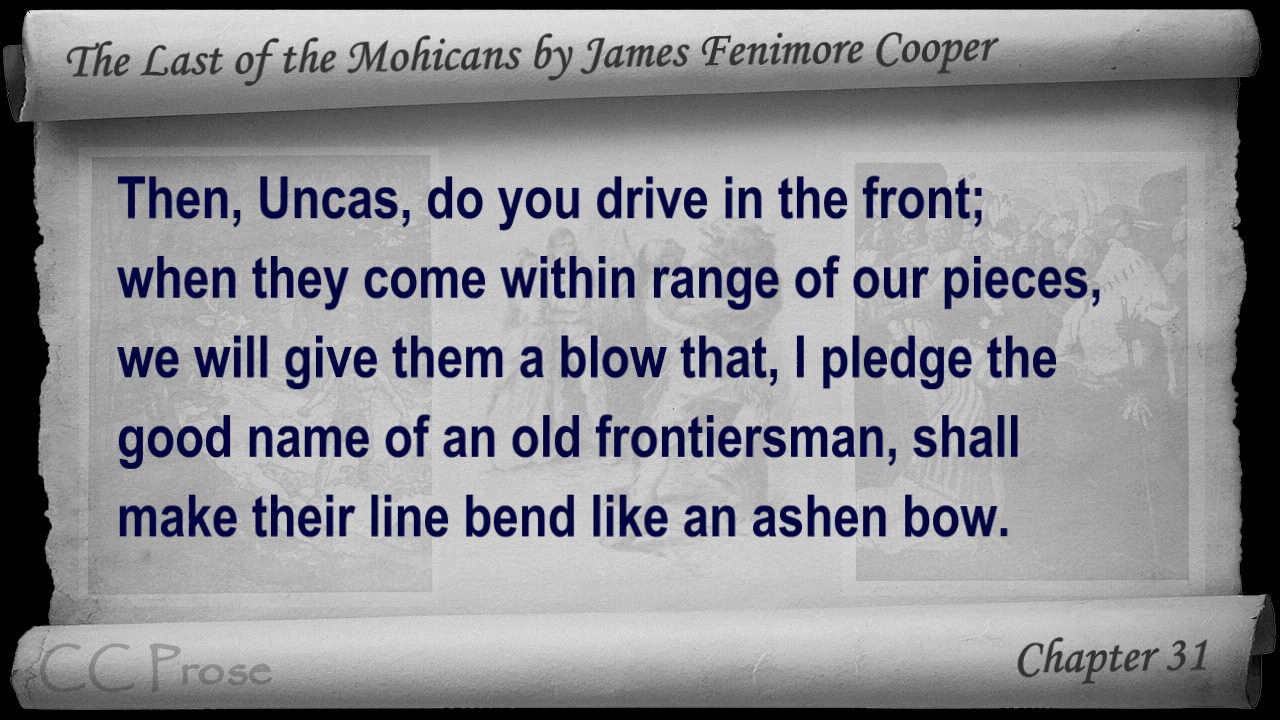 The Last of the Mohicans by James Fenimore Cooper
Then, Uncas, do you drive in the front;
when they come within range of our pieces,
we will give them a blow that, I pledge the
good name of an old frontiersman, shall
make their line bend like an ashen bow.
CC Prose
Chapter 31